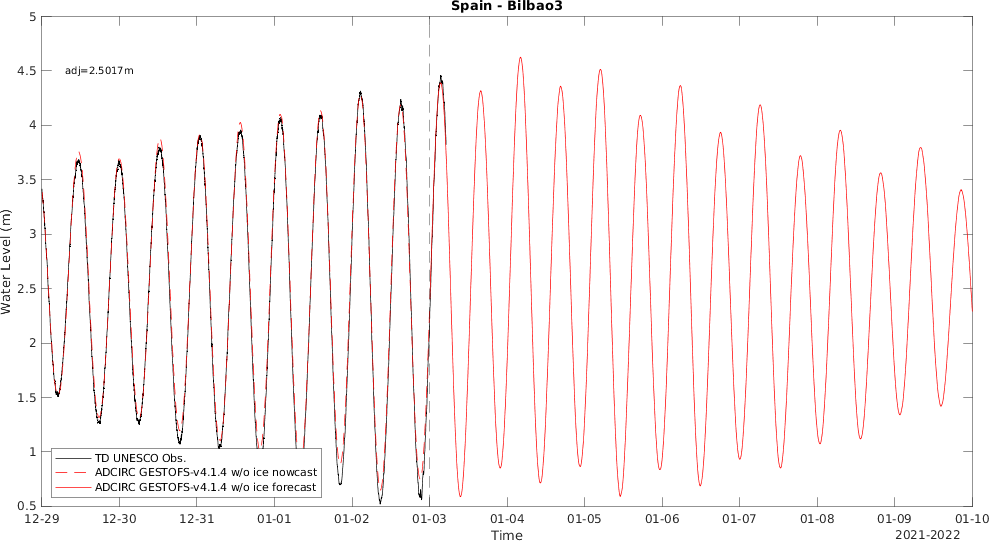 Spain - Bilbao3
adj=2.5017m
Water Level (m)
5
4.5
4
3.5
3
2.5
2
1.5
1
0.5
TD UNESCO Obs.
ADCIRC GESTOFS-v4.1.4 w/o ice nowcast
ADCIRC GESTOFS-v4.1.4 w/o ice forecast
12-29 12-30 12-31 01-01 01-02 01-03 01-04 01-05 01-06 01-07 01-08 01-09 01-10
Time
2021-2022